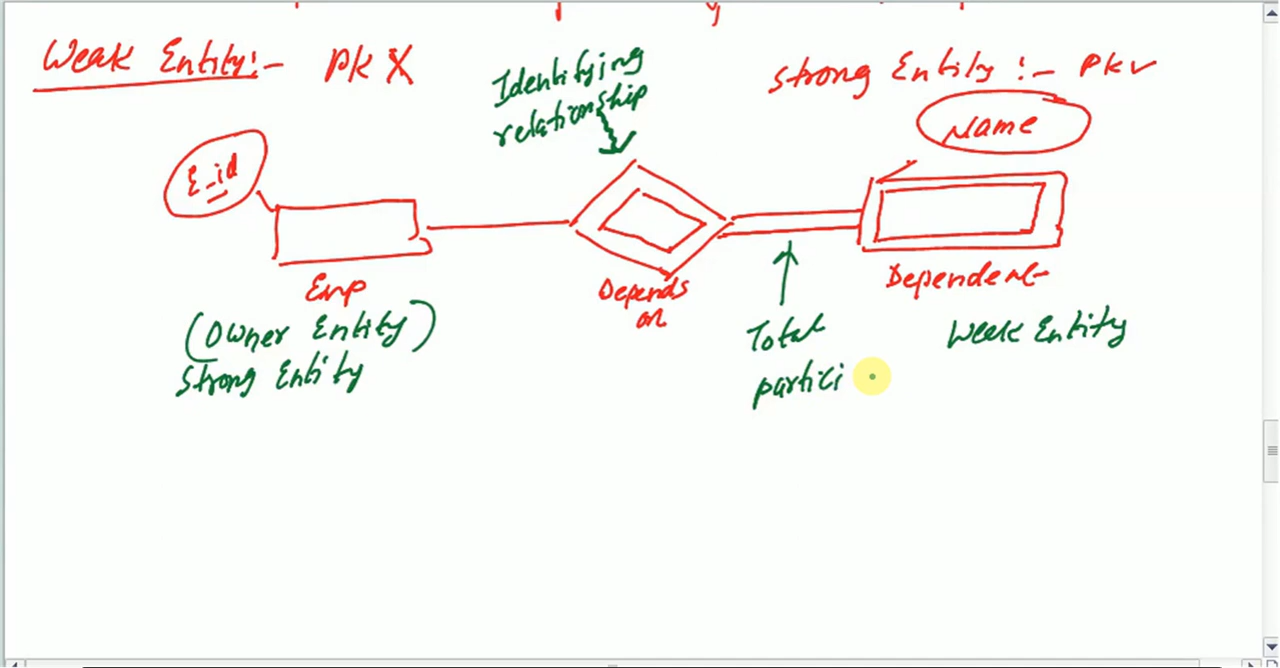 Weak Entity:- PK X
Identifying
relationship
Strong Entity :- PK✓
Name
E_id
Emp
(Owner Entity)
Strong Entity
Depends
on
Total
partici
Dependent
Weak Entity